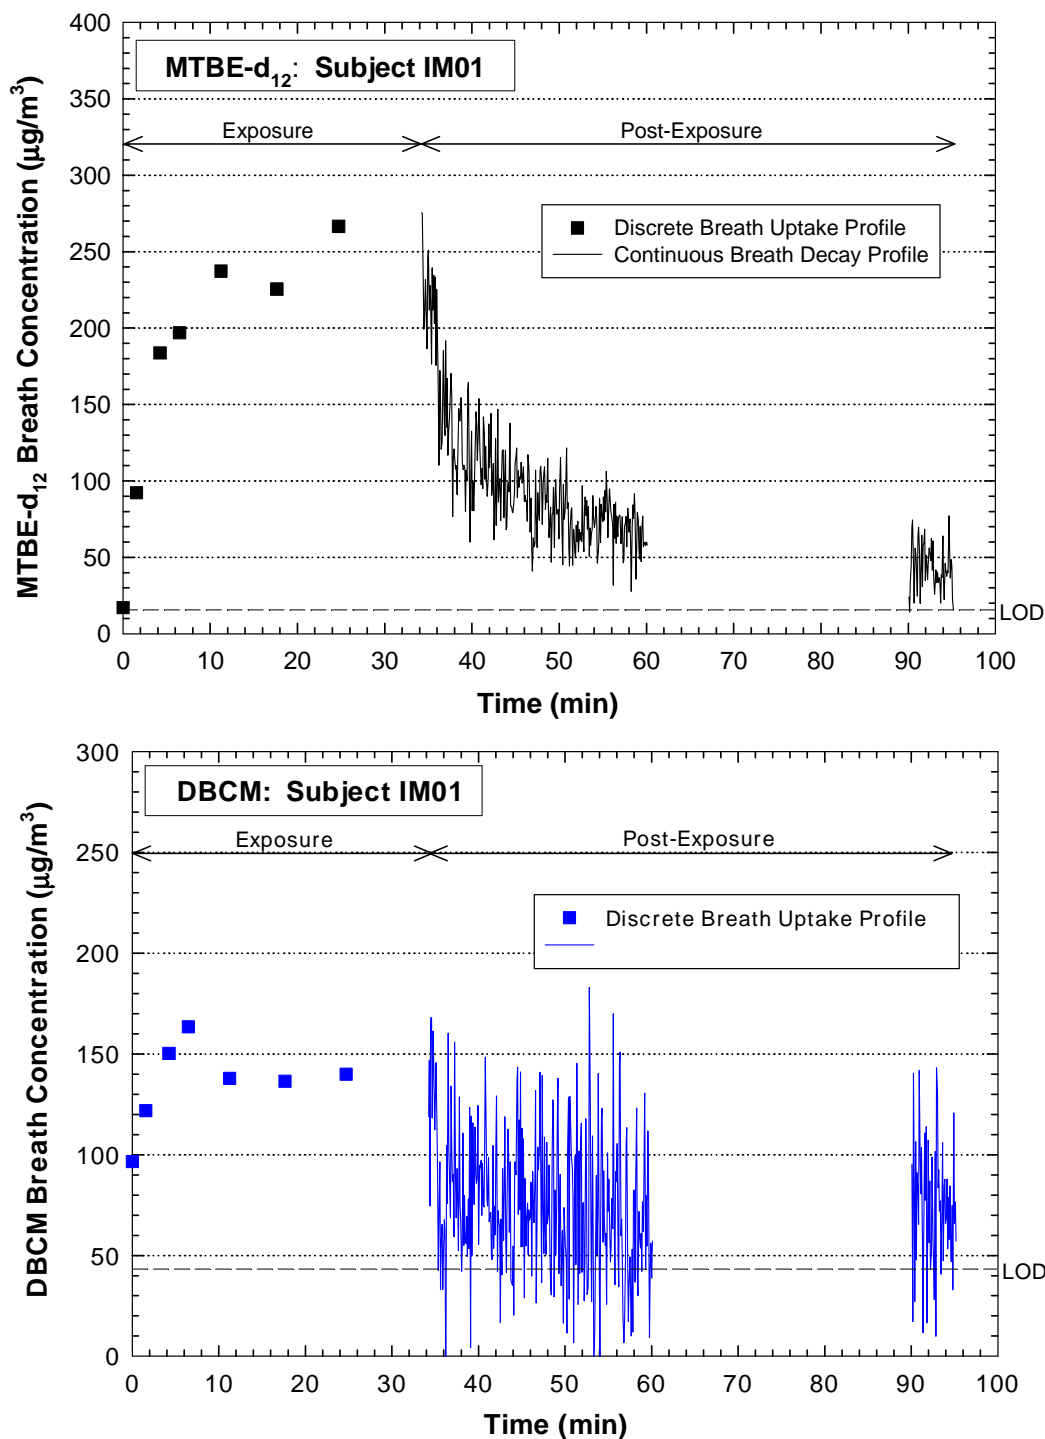 MTBE-d12: Subject IM01
Exposure
Post-Exposure
Discrete Breath Uptake Profile
Continuous Breath Decay Profile
MTBE-d12 Breath Concentration (µg/m3)
400
350
300
250
200
150
100
50
0
LOD
0 10 20 30 40 50 60 70 80 90 100
Time (min)
DBCM: Subject IM01
Exposure
Post-Exposure
Discrete Breath Uptake Profile
DBCM Breath Concentration (µg/m3)
300
250
200
150
100
50
0
LOD
0 10 20 30 40 50 60 70 80 90 100
Time (min)